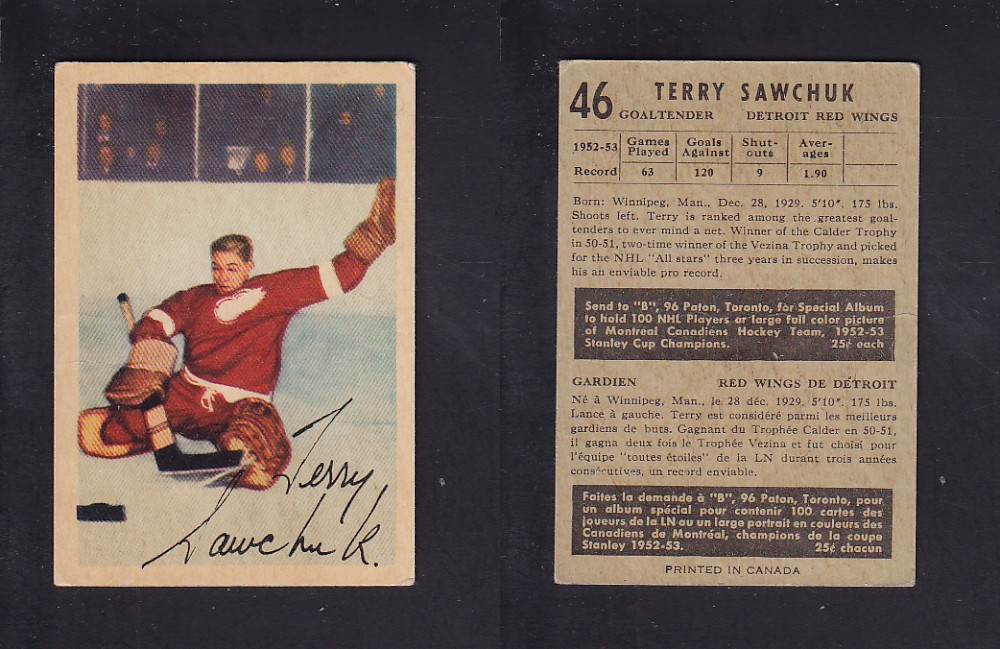 Terry
Sawchuk.
46 TERRY SAWCHUK
GOALTENDER DETROIT RED WINGS
1952-53 Games Played Goals Against Shut-outs Aver-ages
Record 63 120 9 1.90
Born: Winnipeg, Man., Dec. 28, 1929. 5'10". 175 lbs.
Shoots left. Terry is ranked among the greatest goal-
tenders to ever mind a net. Winner of the Calder Trophy
in 50-51, two-time winner of the Vezina Trophy and picked
for the NHL "All stars" three years in succession, makes
his an enviable pro record.
Send to "B", 96 Paton, Toronto, for Special Album
to hold 100 NHL Players or large full color picture
of Montreal Canadiens Hockey Team, 1952-53
Stanley Cup Champions. 25¢ each
GARDIEN RED WINGS DE DÉTROIT
Né à Winnipeg, Man., le 28 déc. 1929. 5'10". 175 lbs.
Lance à gauche. Terry est considéré parmi les meilleurs
gardiens de buts. Gagnant du Trophée Calder en 50-51,
il gagna deux fois le Trophée Vezina et fut choisi pour
l'équipe "toutes étoiles" de la LN durant trois années
consécutives, un record enviable.
Faites la demande à "B", 96 Paton, Toronto, pour
un album spécial pour contenir 100 cartes des
joueurs de la LN ou un large portrait en couleurs des
Canadiens de Montréal, champions de la coupe
Stanley 1952-53. 25¢ chacun
PRINTED IN CANADA